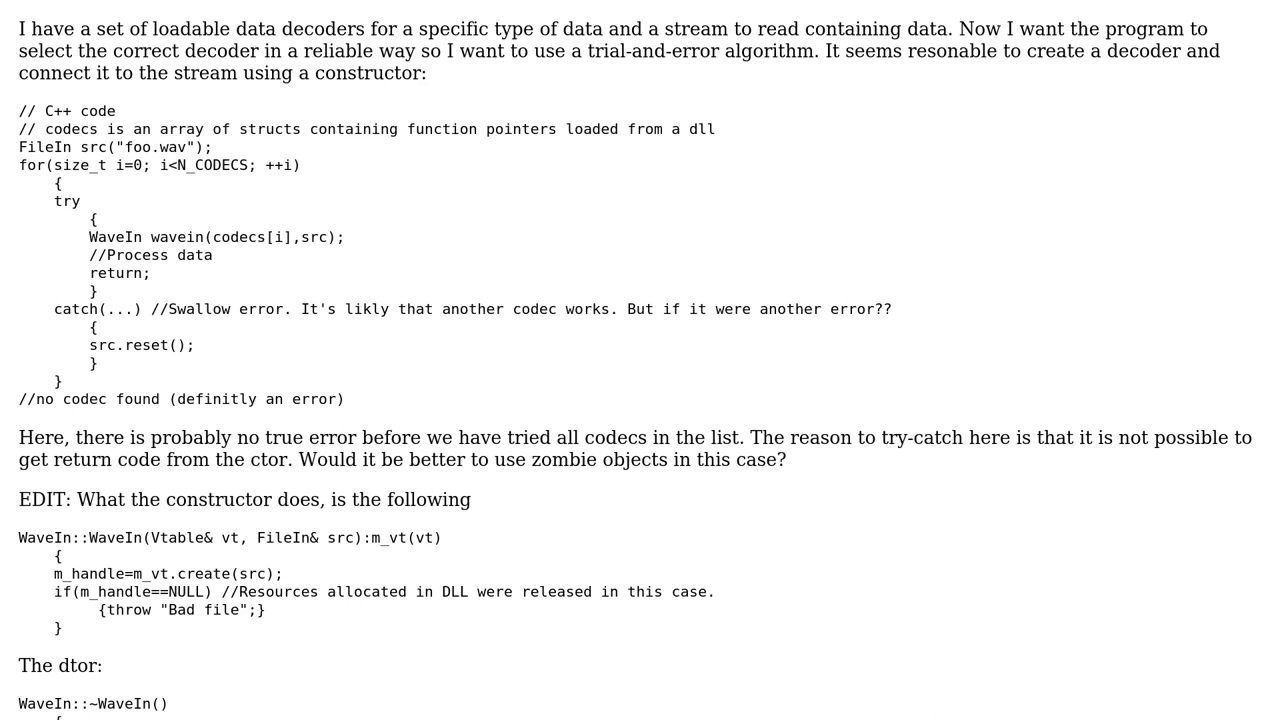 I have a set of loadable data decoders for a specific type of data and a stream to read containing data. Now I want the program to
select the correct decoder in a reliable way so I want to use a trial-and-error algorithm. It seems resonable to create a decoder and
connect it to the stream using a constructor:
// C++ code
// codecs is an array of structs containing function pointers loaded from a dll
FileIn src("foo.wav");
for(size_t i=0; i<N_CODECS; ++i)
    {
    try
        {
        WaveIn wavein(codecs[i],src);
        //Process data
        return;
        }
    catch(...) //Swallow error. It's likly that another codec works. But if it were another error??
        {
        src.reset();
        }
    }
//no codec found (definitly an error)
Here, there is probably no true error before we have tried all codecs in the list. The reason to try-catch here is that it is not possible to
get return code from the ctor. Would it be better to use zombie objects in this case?
EDIT: What the constructor does, is the following
WaveIn::WaveIn(Vtable& vt, FileIn& src):m_vt(vt)
    {
    m_handle=m_vt.create(src);
    if(m_handle==NULL) //Resources allocated in DLL were released in this case.
         {throw "Bad file";}
    }
The dtor:
WaveIn::~WaveIn()